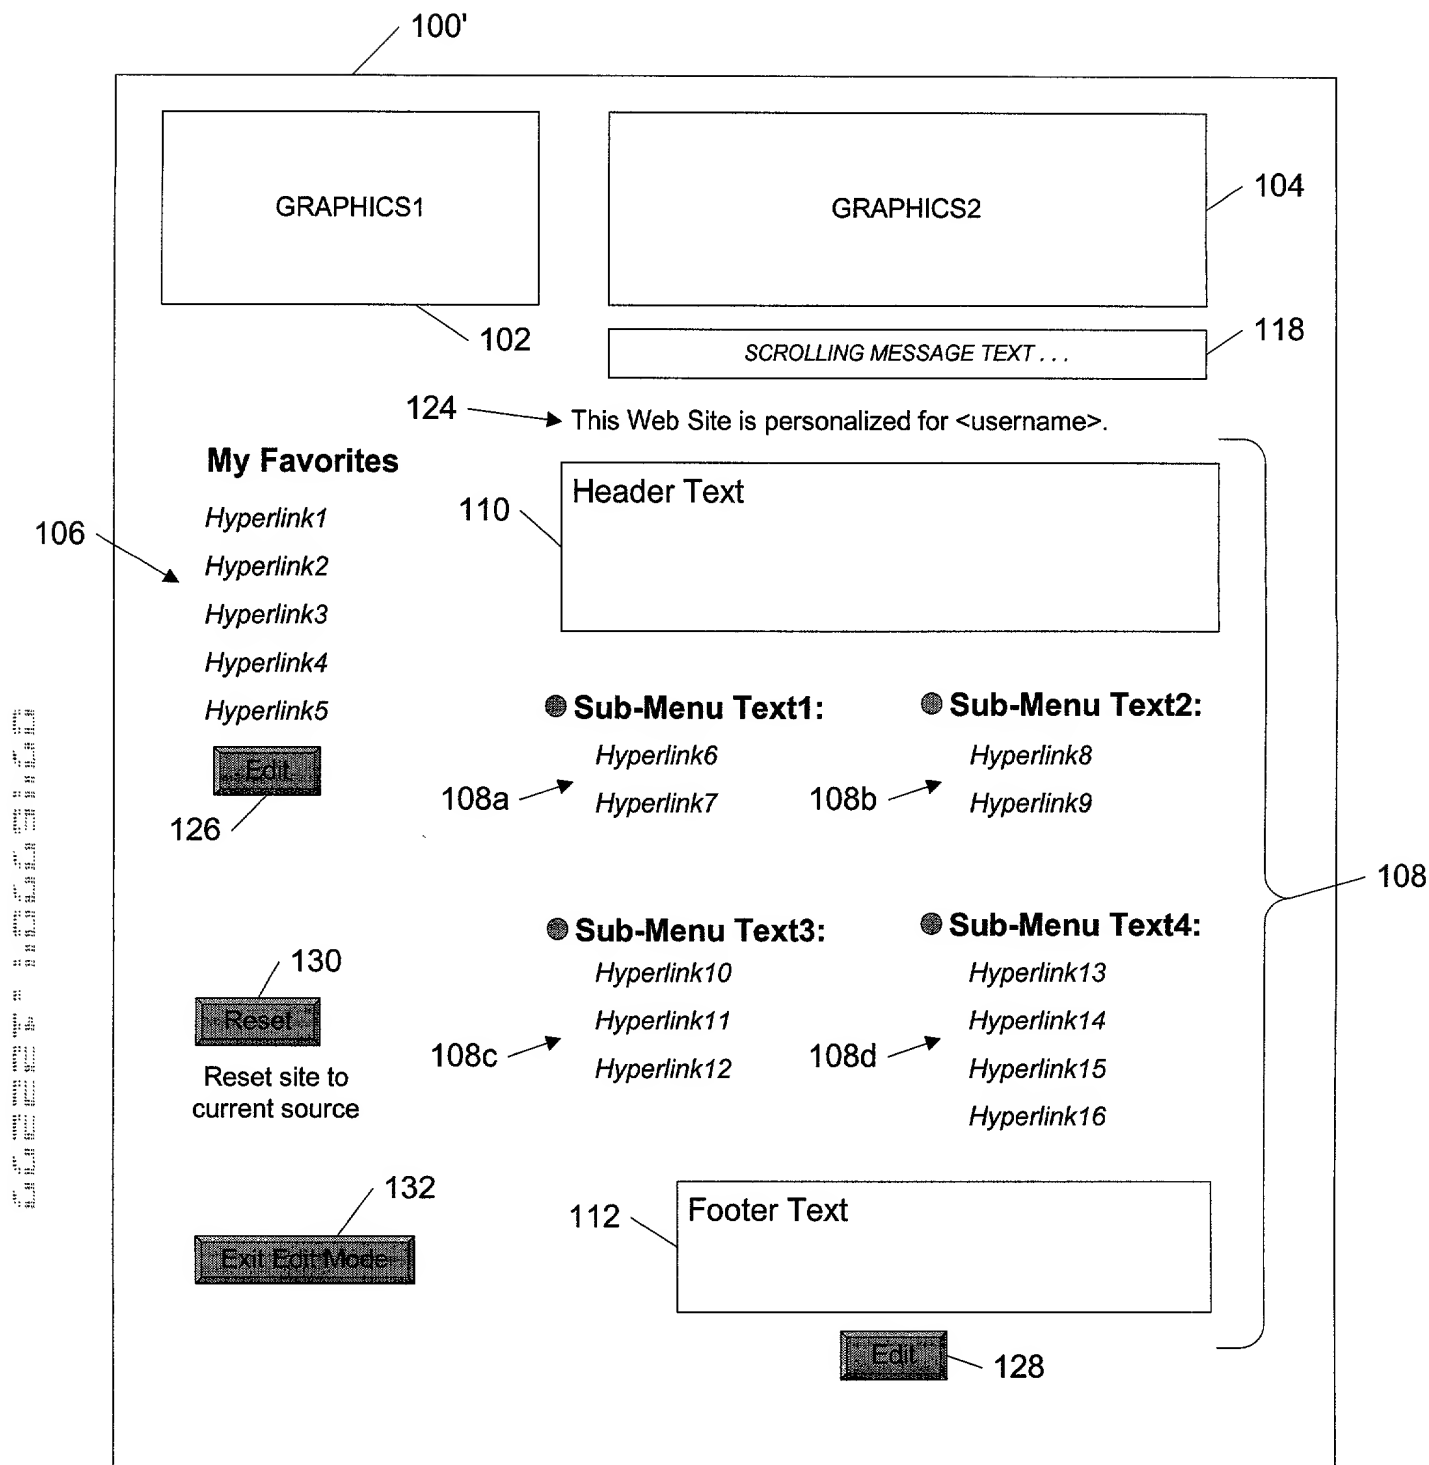 100'
GRAPHICS1
GRAPHICS2
104
102
SCROLLING MESSAGE TEXT . . .
118
124
This Web Site is personalized for <username>.
My Favorites
Header Text
110
106
Hyperlink1
Hyperlink2
Hyperlink3
Hyperlink4
Hyperlink5
Edit
126
Sub-Menu Text1:
Hyperlink6
Hyperlink7
108a
Sub-Menu Text2:
Hyperlink8
Hyperlink9
108b
108
Sub-Menu Text3:
Hyperlink10
Hyperlink11
Hyperlink12
108c
Sub-Menu Text4:
Hyperlink13
Hyperlink14
Hyperlink15
Hyperlink16
108d
130
Reset
Reset site to
current source
132
Exit Edit Mode
112
Footer Text
Edit
128